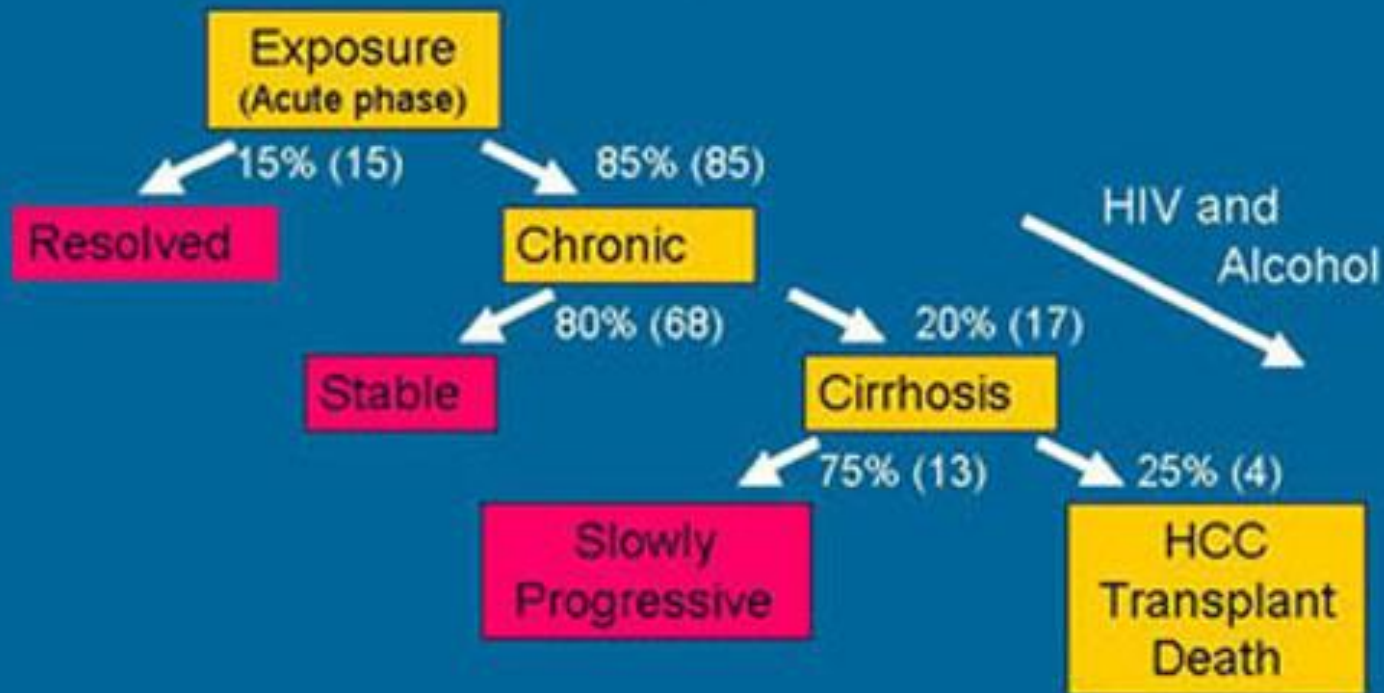 Exposure
(Acute phase)
15% (15)
85% (85)
HIV and
Alcohol
Resolved
Chronic
80% (68)
20% (17)
Stable
Cirrhosis
75% (13)
25% (4)
Slowly
Progressive
HCC
Transplant
Death